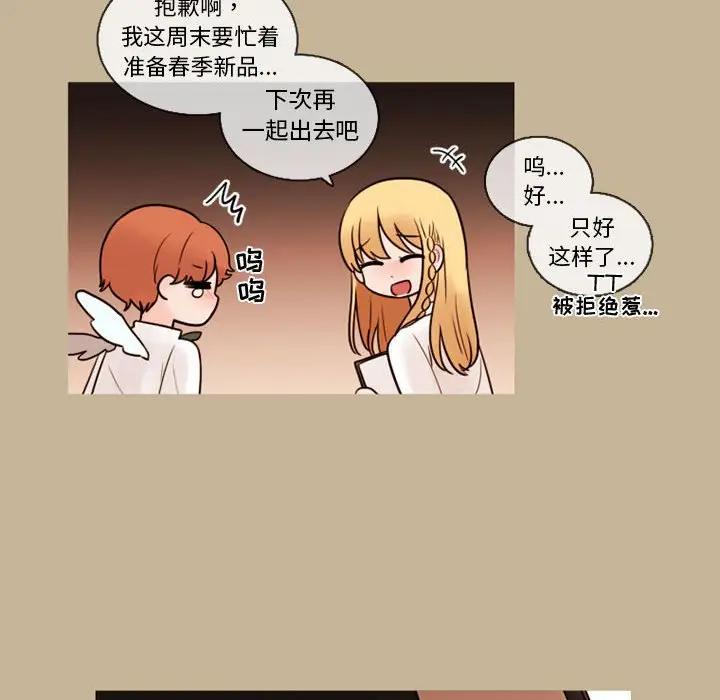 抱歉啊，
我这周末要忙着
准备春季新品...
下次再
一起出去吧
呜...
好...
只好
这样了...
TT
被拒绝惹...
呜
呜